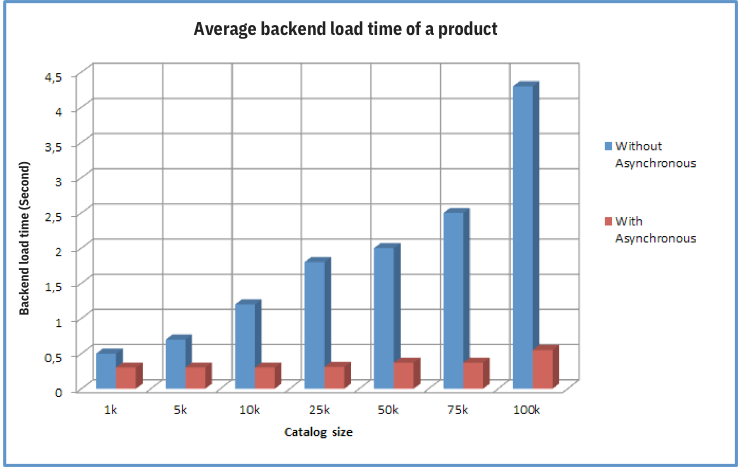 Average backend load time of a product
4,5
4
3,5
3
2,5
2
1,5
1
0,5
0
Backend load time (Second)
1k
5k
10k
25k
50k
75k
100k
Catalog size
Without
Asynchronous
With
Asynchronous